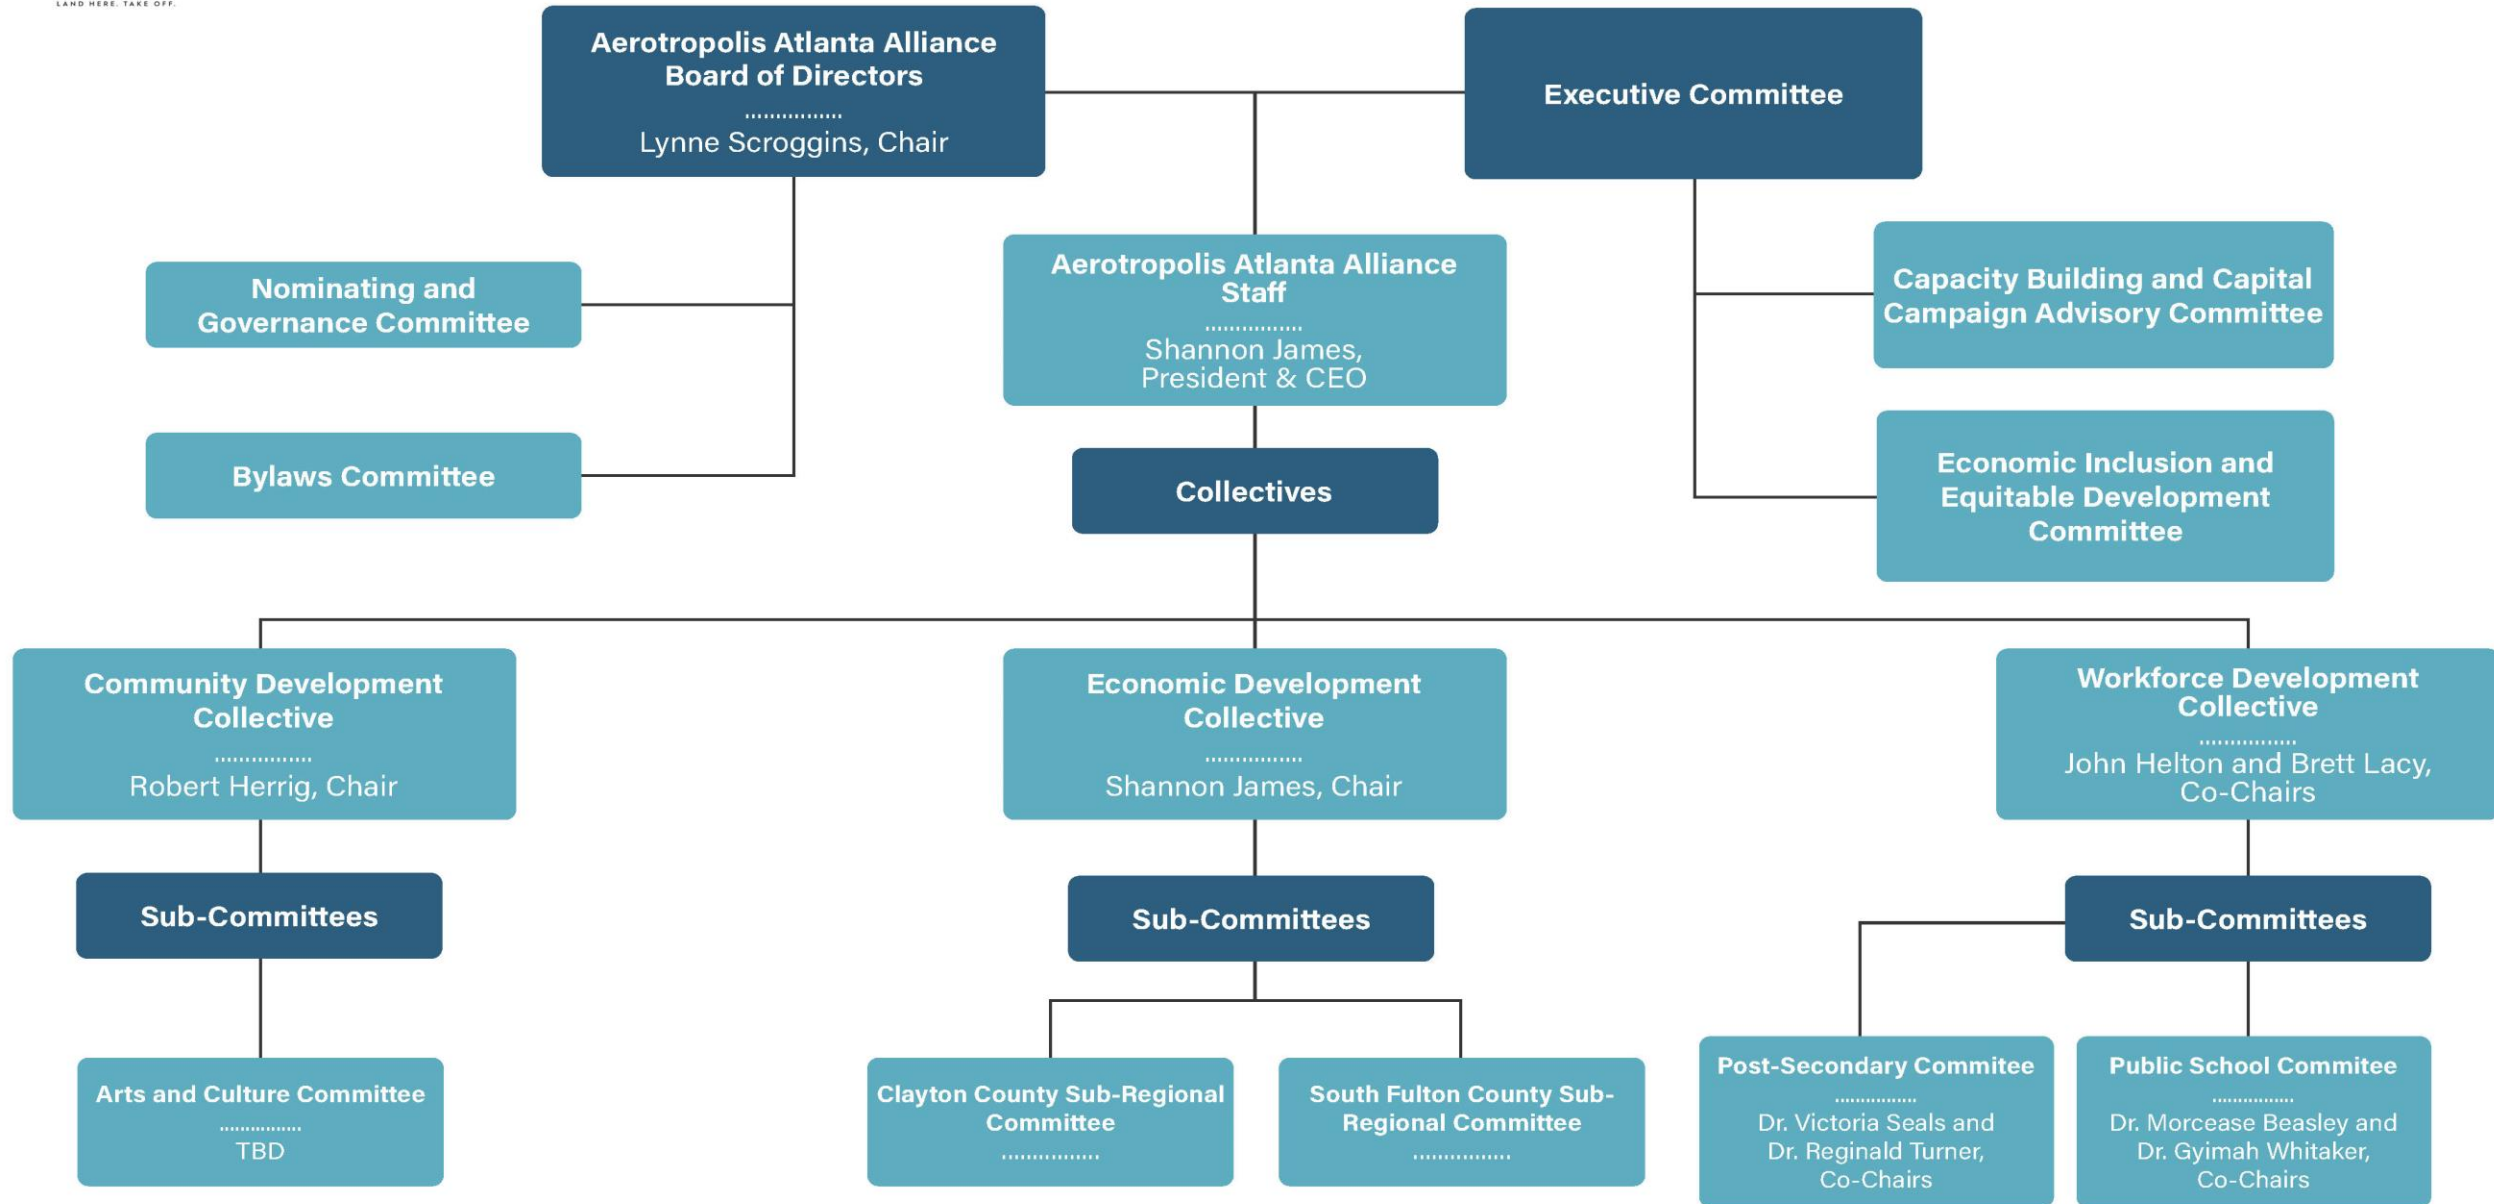 LAND HERE. TAKE OFF.
Aerotropolis Atlanta Alliance
Board of Directors
Lynne Scroggins, Chair
Executive Committee
Nominating and
Governance Committee
Aerotropolis Atlanta Alliance
Staff
Shannon James,
President & CEO
Capacity Building and Capital
Campaign Advisory Committee
Bylaws Committee
Collectives
Economic Inclusion and
Equitable Development
Committee
Community Development
Collective
Robert Herrig, Chair
Economic Development
Collective
Shannon James, Chair
Workforce Development
Collective
John Helton and Brett Lacy,
Co-Chairs
Sub-Committees
Sub-Committees
Sub-Committees
Arts and Culture Committee
TBD
Clayton County Sub-Regional
Committee
South Fulton County Sub-
Regional Committee
Post-Secondary Commitee
Dr. Victoria Seals and
Dr. Reginald Turner,
Co-Chairs
Public School Commitee
Dr. Morcease Beasley and
Dr. Gyimah Whitaker,
Co-Chairs